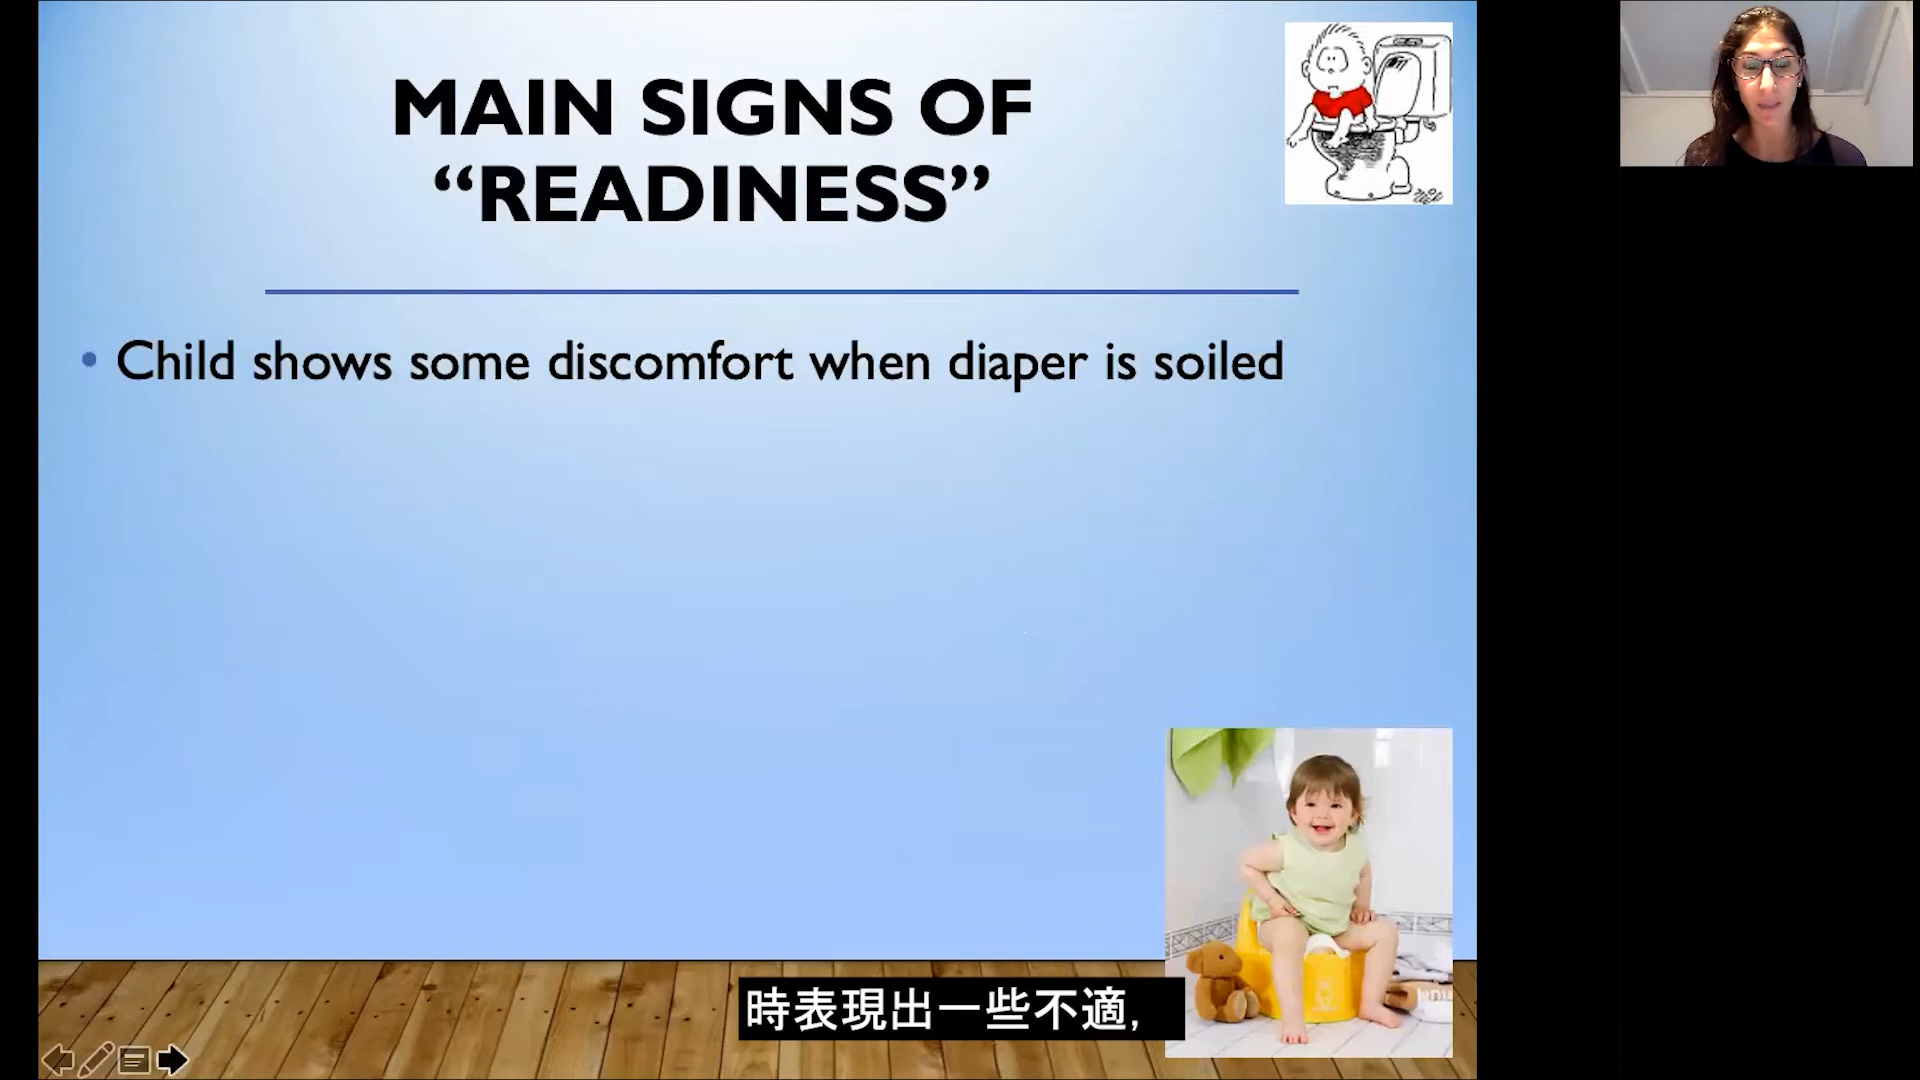 MAIN SIGNS OF
“READINESS”
• Child shows some discomfort when diaper is soiled
時表現出一些不適,